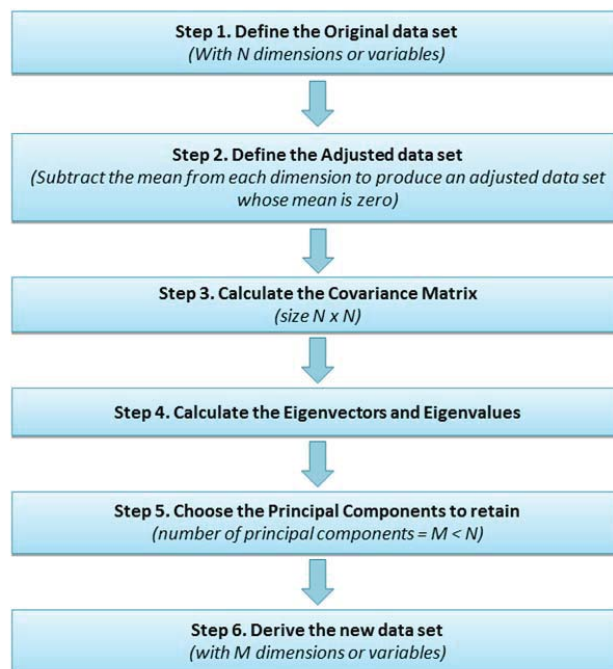 Step 1. Define the Original data set
(With N dimensions or variables)
Step 2. Define the Adjusted data set
(Subtract the mean from each dimension to produce an adjusted data set
whose mean is zero)
Step 3. Calculate the Covariance Matrix
(size N x N)
Step 4. Calculate the Eigenvectors and Eigenvalues
Step 5. Choose the Principal Components to retain
(number of principal components = M < N)
Step 6. Derive the new data set
(with M dimensions or variables)